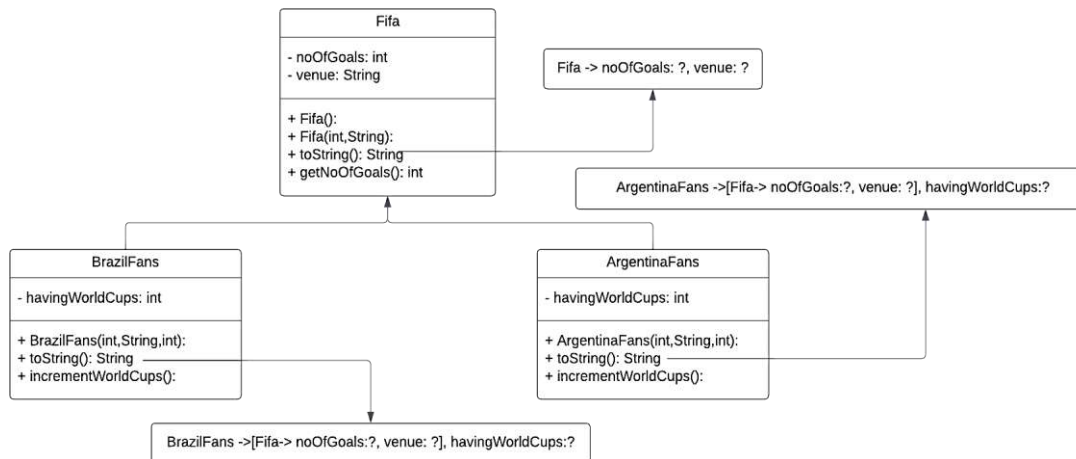 Fifa
- noOfGoals: int
- venue: String
+ Fifa():
+ Fifa(int,String):
+ toString(): String
+ getNoOfGoals(): int
Fifa -> noOfGoals: ?, venue: ?
ArgentinaFans ->[Fifa-> noOfGoals:?, venue: ?], havingWorldCups:?
BrazilFans
- havingWorldCups: int
+ BrazilFans(int,String,int):
+ toString(): String
+ incrementWorldCups():
ArgentinaFans
- havingWorldCups: int
+ ArgentinaFans(int,String,int):
+ toString(): String
+ incrementWorldCups():
BrazilFans ->[Fifa-> noOfGoals:?, venue: ?], havingWorldCups:?